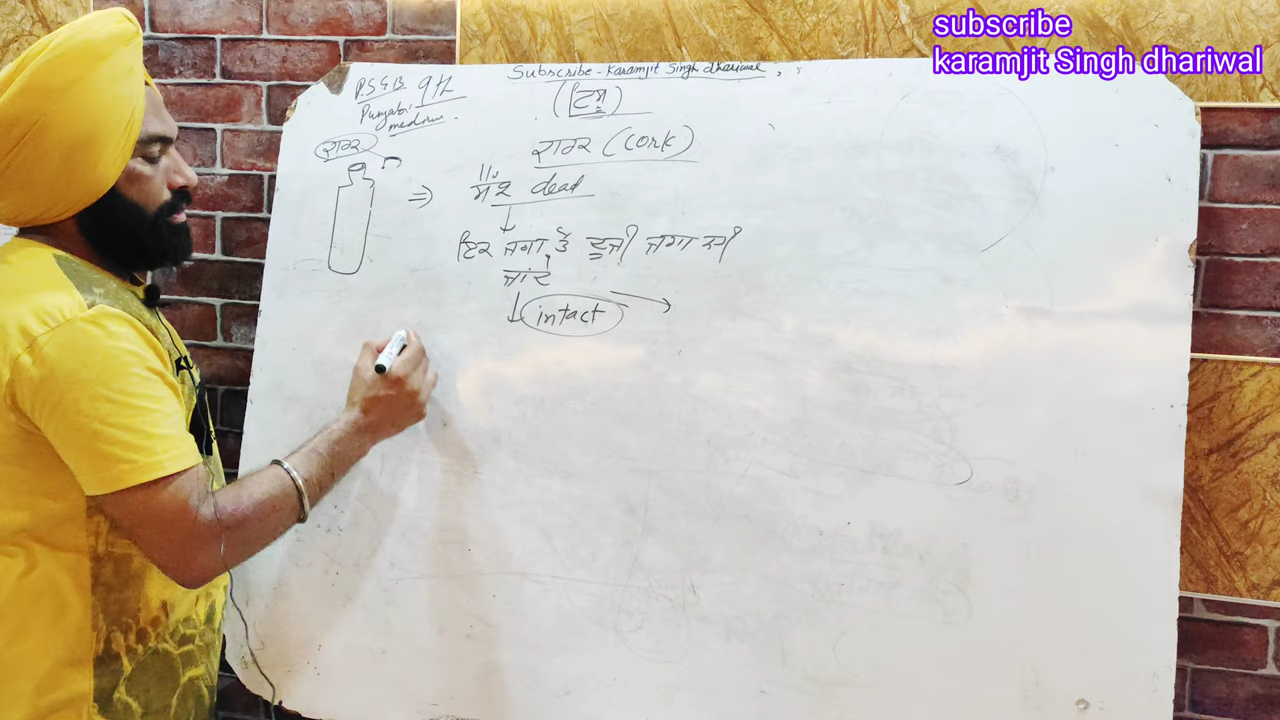 subscribe
karamjit Singh dhariwal
Subscribe - Karamjit Singh dhariwal
PSEB 9th
Punjabi
medium
ਕਾਰਕ (cork)
ਕਾਰਕ
dead
ਇਕ ਜਗਾ ਤੋਂ ਦੂਜੀ ਜਗਾ ਨਹੀਂ
ਜਾਂਦੇ
intact